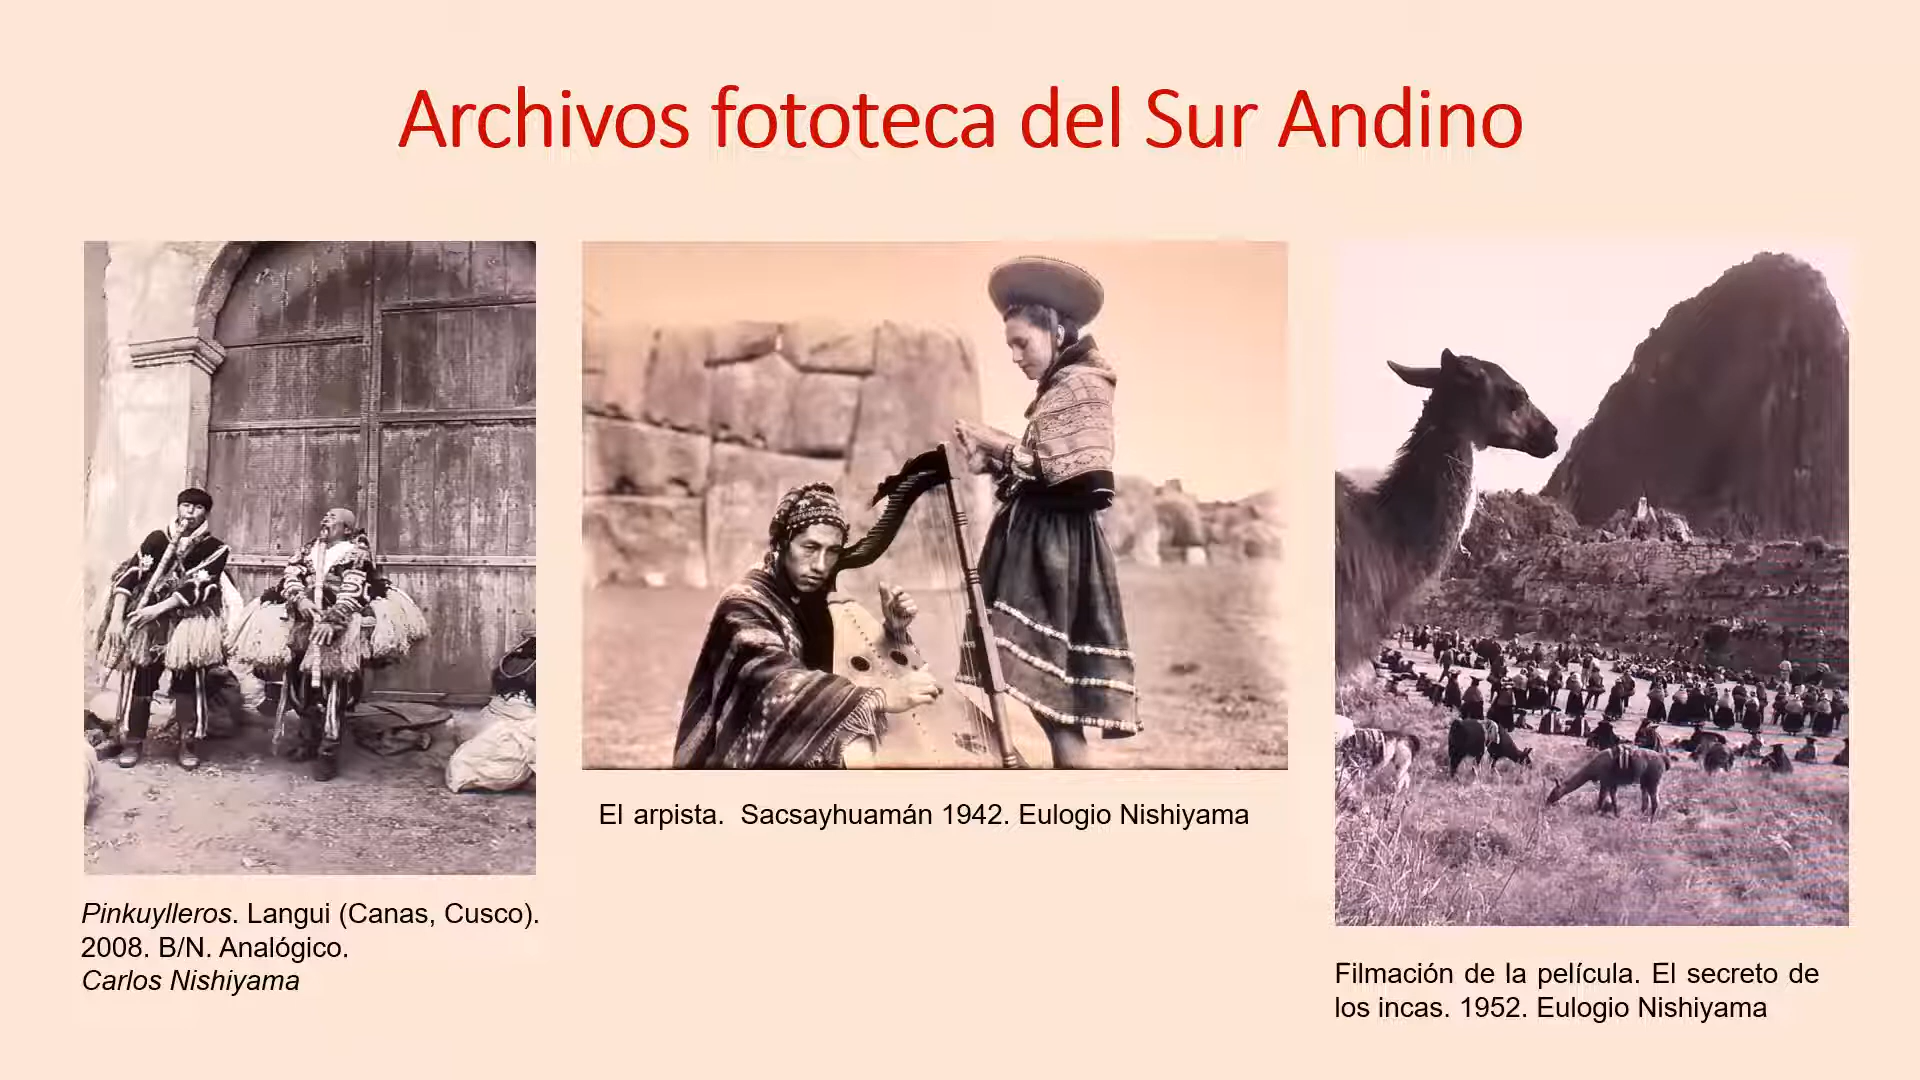 Archivos fototeca del Sur Andino
Pinkuylleros. Langui (Canas, Cusco).
2008. B/N. Analógico.
Carlos Nishiyama
El arpista. Sacsayhuamán 1942. Eulogio Nishiyama
Filmación de la película. El secreto de
los incas. 1952. Eulogio Nishiyama